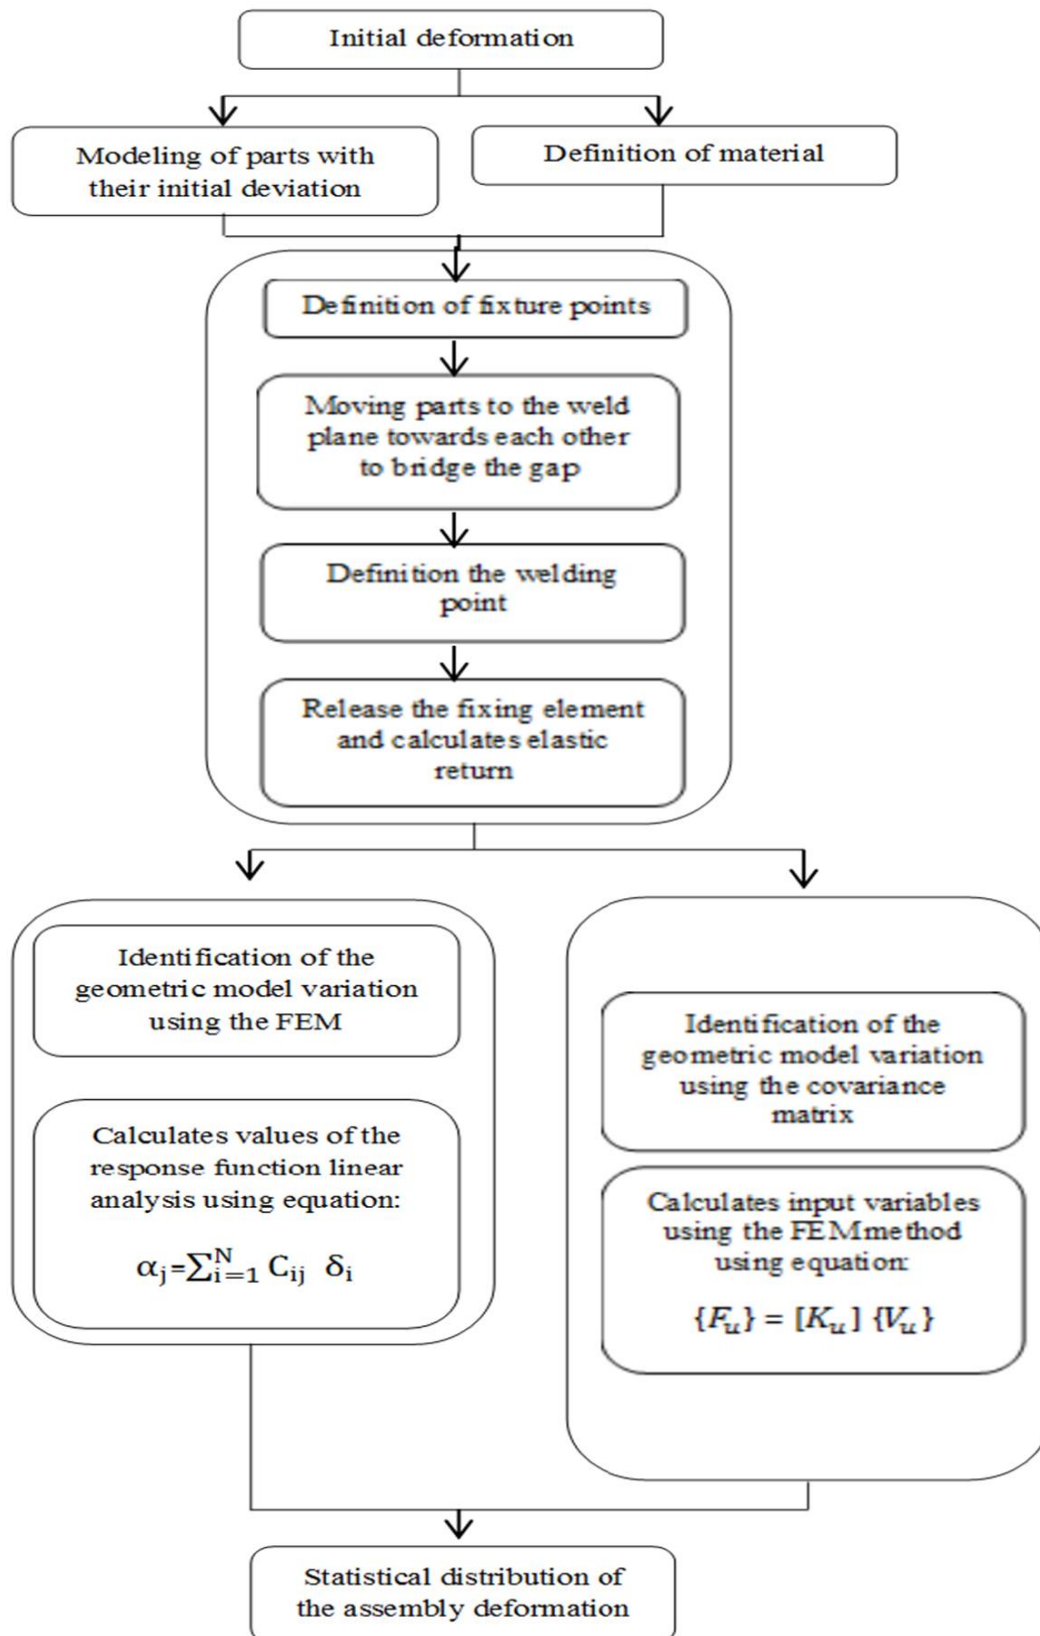 Initial deformation
Modeling of parts with
their initial deviation
Definition of material
Definition of fixture points
Moving parts to the weld
plane towards each other
to bridge the gap
Definition the welding
point
Release the fixing element
and calculates elastic
return
Identification of the
geometric model variation
using the FEM
Calculates values of the
response function linear
analysis using equation:
αⱼ=∑ᵢ₌₁ᴺ Cᵢⱼ δᵢ
Identification of the
geometric model variation
using the covariance
matrix
Calculates input variables
using the FEM method
using equation:
{Fᵤ} = [Kᵤ] {Vᵤ}
Statistical distribution of
the assembly deformation